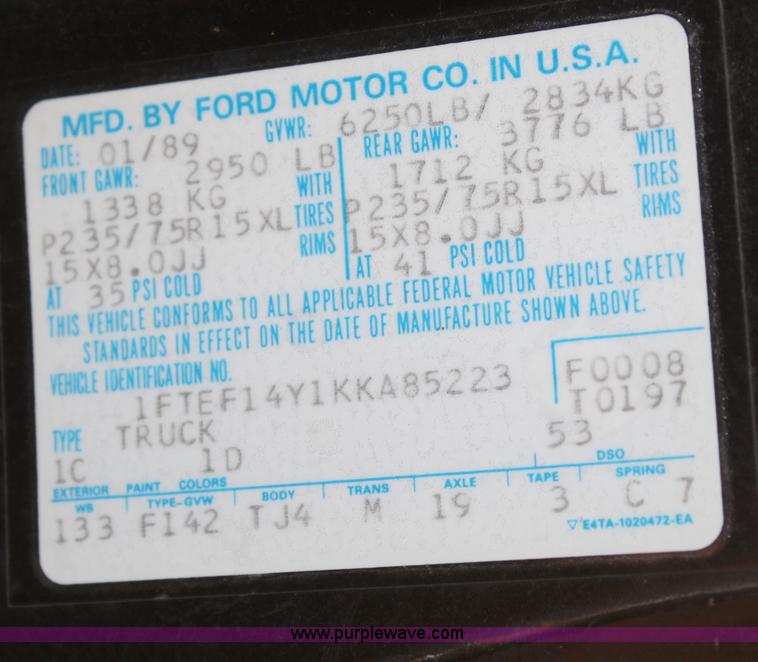 MFD. BY FORD MOTOR CO. IN U.S.A.
DATE: 01/89 GVWR: 6250LB/ 2834KG
FRONT GAWR: 2950 LB REAR GAWR: 3776 LB
1338 KG WITH 1712 KG WITH
P235/75R15XL TIRES P235/75R15XL TIRES
15X8.0JJ RIMS 15X8.0JJ RIMS
AT 35 PSI COLD AT 41 PSI COLD
THIS VEHICLE CONFORMS TO ALL APPLICABLE FEDERAL MOTOR VEHICLE SAFETY
STANDARDS IN EFFECT ON THE DATE OF MANUFACTURE SHOWN ABOVE.
VEHICLE IDENTIFICATION NO. F0008
1FTEF14Y1KKA85223 T0197
TYPE TRUCK 53
1C 1D DSO
EXTERIOR PAINT COLORS
WB TYPE-GVW BODY TRANS AXLE TAPE SPRING
133 F142 TJ4 M 19 3 C 7
▽ E4TA-1020472-EA
www.purplewave.com